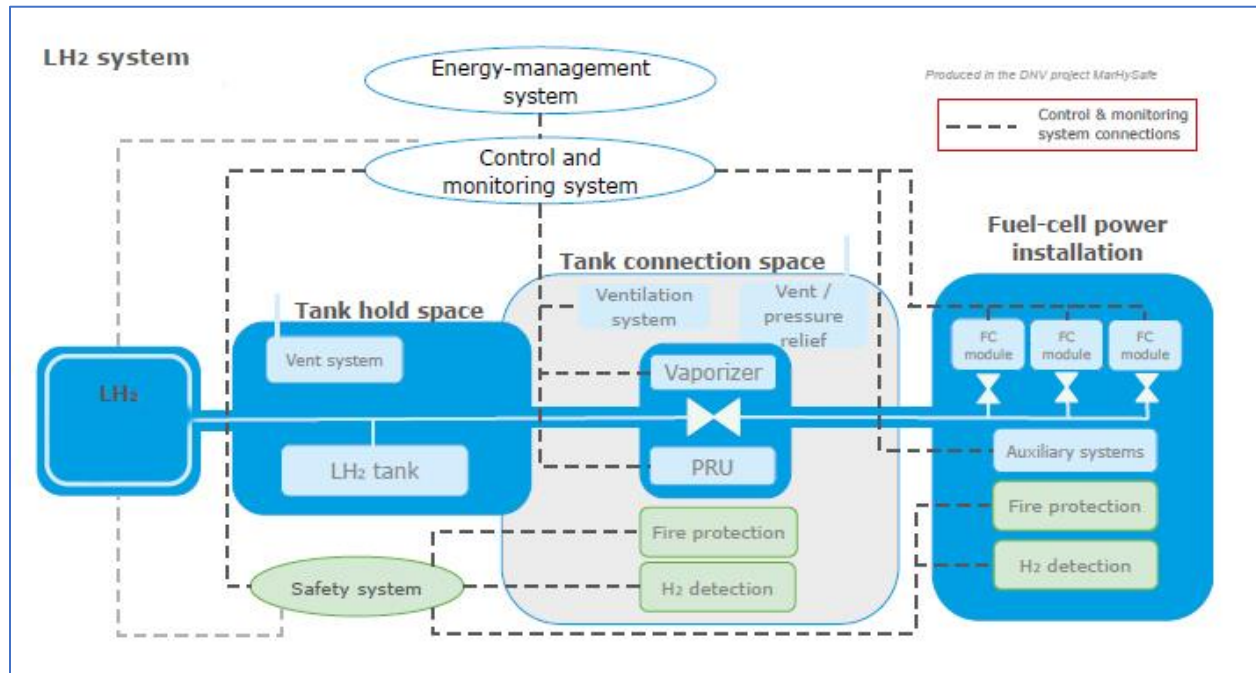 LH₂ system
Energy-management
system
Produced in the DNV project MarHySafe
Control & monitoring
system connections
Control and
monitoring system
Fuel-cell power
installation
Tank connection space
Ventilation
system
Vent /
pressure
relief
Tank hold space
Vent system
FC
module
FC
module
FC
module
Vaporizer
LH₂
LH₂ tank
PRU
Auxiliary systems
Fire protection
Fire protection
H₂ detection
H₂ detection
Safety system